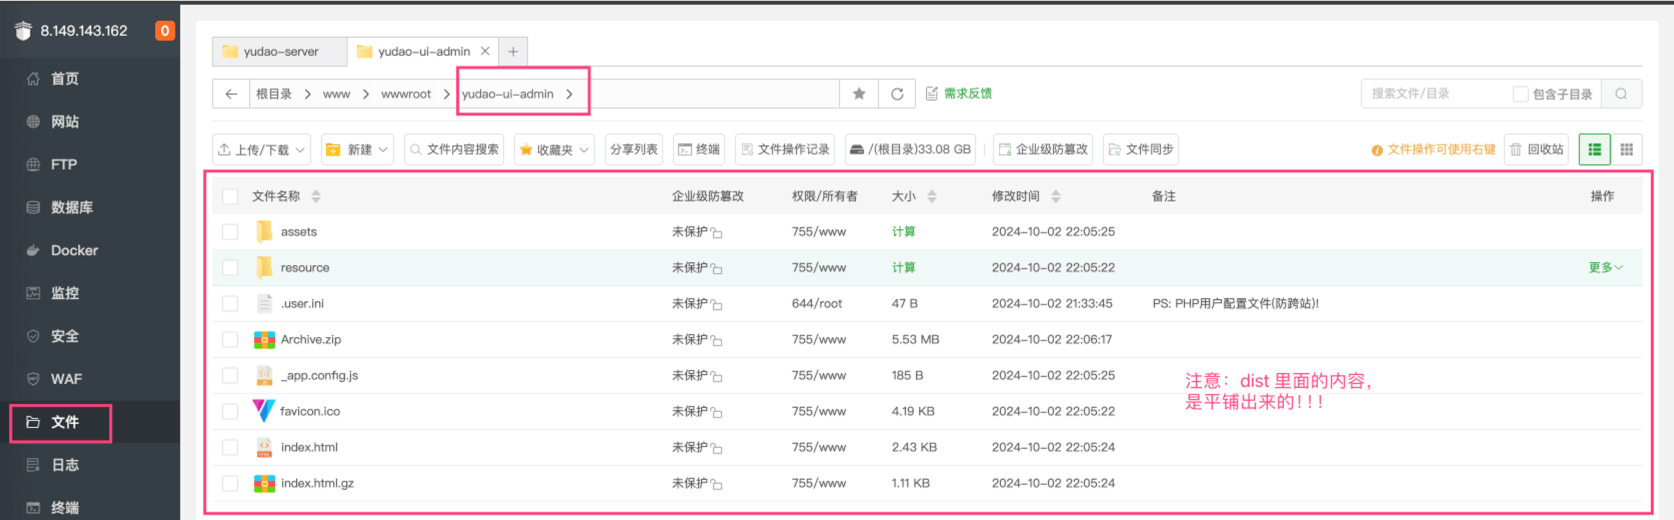 8.149.143.162 0
首页
网站
FTP
数据库
Docker
监控
安全
WAF
文件
日志
终端
yudao-server yudao-ui-admin
根目录 www wwwroot yudao-ui-admin 需求反馈 搜索文件/目录 包含子目录
上传/下载 新建 文件内容搜索 收藏夹 分享列表 终端 文件操作记录 /(根目录)33.08 GB 企业级防篡改 文件同步 文件操作可使用右键 回收站
文件名称 企业级防篡改 权限/所有者 大小 修改时间 备注 操作
assets 未保护 755/www 计算 2024-10-02 22:05:25
resource 未保护 755/www 计算 2024-10-02 22:05:22 更多
.user.ini 未保护 644/root 47 B 2024-10-02 21:33:45 PS: PHP用户配置文件(防跨站)!
Archive.zip 未保护 755/www 5.53 MB 2024-10-02 22:06:17
_app.config.js 未保护 755/www 185 B 2024-10-02 22:05:25
favicon.ico 未保护 755/www 4.19 KB 2024-10-02 22:05:22
index.html 未保护 755/www 2.43 KB 2024-10-02 22:05:24
index.html.gz 未保护 755/www 1.11 KB 2024-10-02 22:05:24
注意：dist 里面的内容，
是平铺出来的！！！